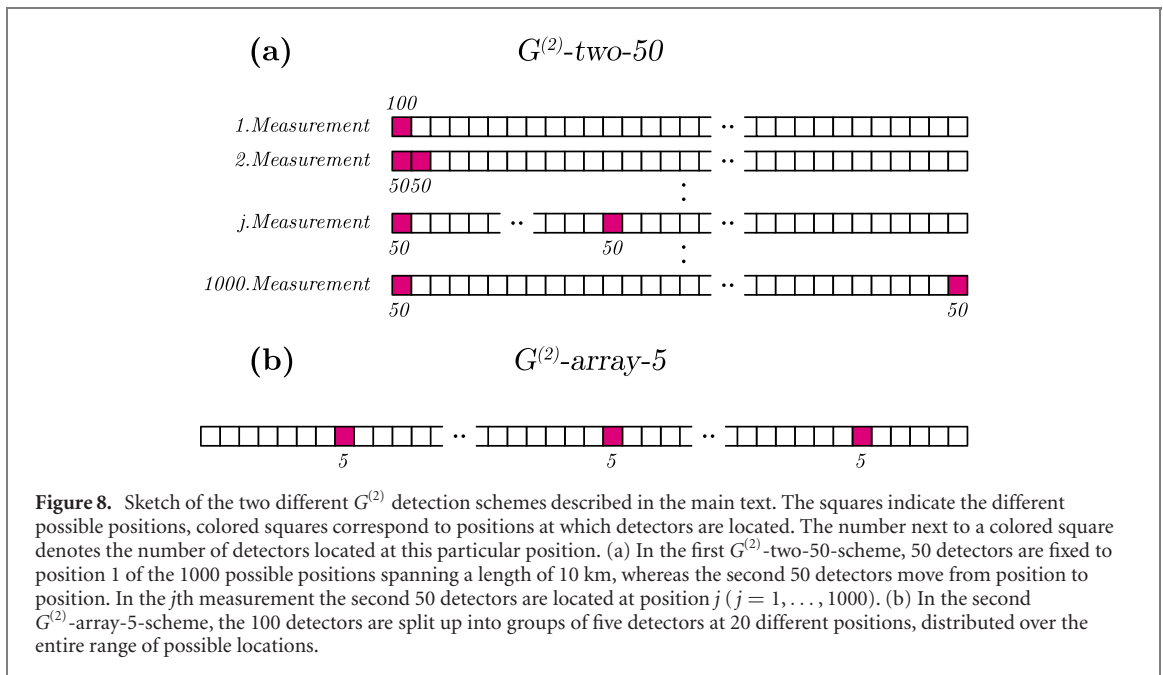 (a) G⁽²⁾-two-50
100
1.Measurement ··
2.Measurement ··
50 50
:
j.Measurement ·· ··
50 50
:
1000.Measurement ··
50 50
(b) G⁽²⁾-array-5
·· ··
5 5 5
Figure 8. Sketch of the two different G⁽²⁾ detection schemes described in the main text. The squares indicate the different
possible positions, colored squares correspond to positions at which detectors are located. The number next to a colored square
denotes the number of detectors located at this particular position. (a) In the first G⁽²⁾-two-50-scheme, 50 detectors are fixed to
position 1 of the 1000 possible positions spanning a length of 10 km, whereas the second 50 detectors move from position to
position. In the jth measurement the second 50 detectors are located at position j (j = 1, . . . , 1000). (b) In the second
G⁽²⁾-array-5-scheme, the 100 detectors are split up into groups of five detectors at 20 different positions, distributed over the
entire range of possible locations.